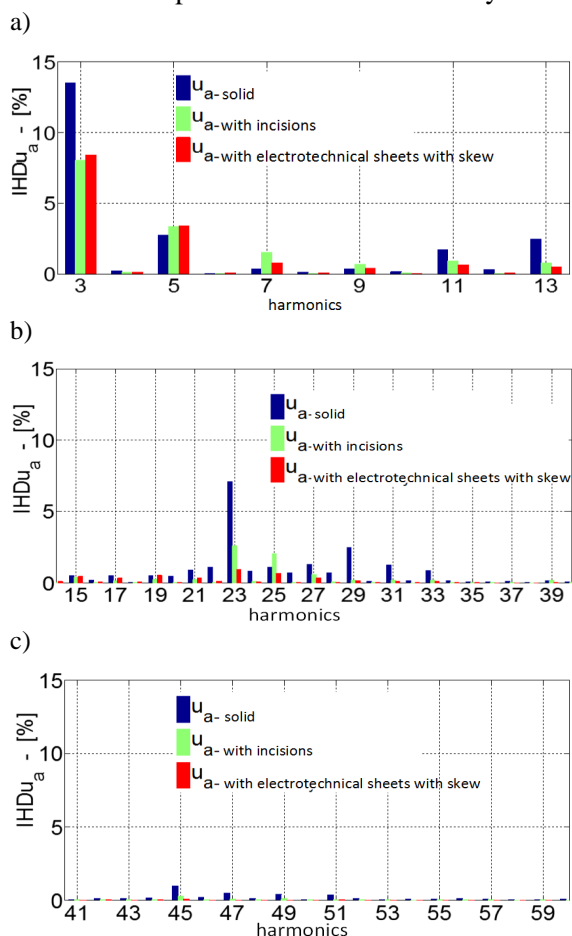 a)
15
10
5
0
IHDu a - [%]
u a- solid
u a-with incisions
u a-with electrotechnical sheets with skew
3 5 7 9 11 13
harmonics
b)
15
10
5
0
IHDu a - [%]
u a- solid
u a-with incisions
u a-with electrotechnical sheets with skew
15 17 19 21 23 25 27 29 31 33 35 37 39
harmonics
c)
15
10
5
0
IHDu a - [%]
u a- solid
u a- with incisions
u a- with electrotechnical sheets with skew
41 43 45 47 49 51 53 55 57 59
harmonics